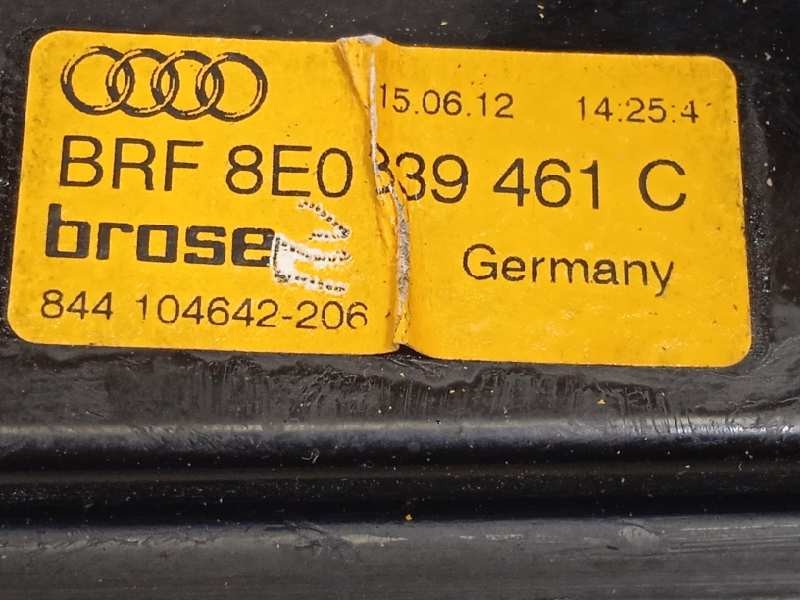 15.06.12 14:25:4
BRF 8E0 839 461 C
brose
Germany
844 104642-206